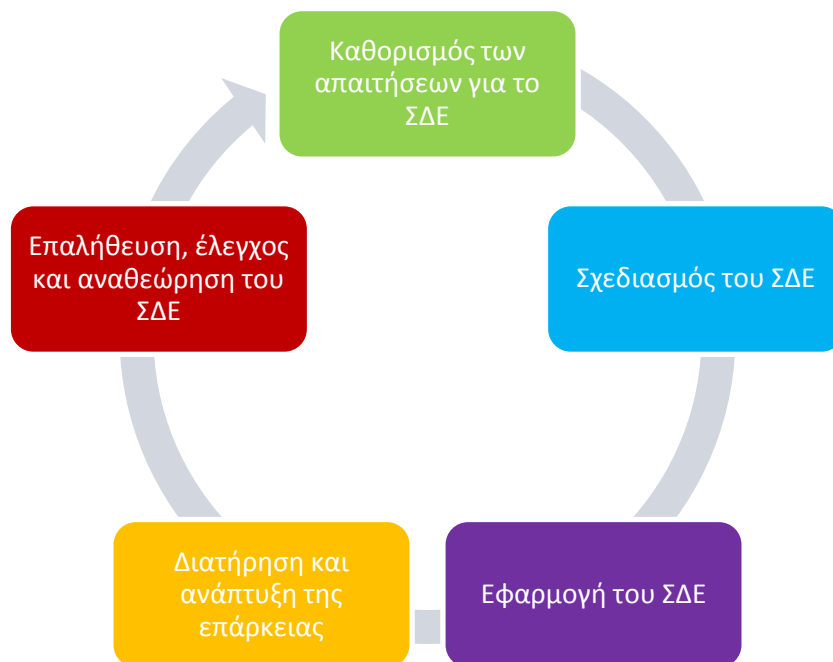 Καθορισμός των
απαιτήσεων για το
ΣΔΕ
Σχεδιασμός του ΣΔΕ
Εφαρμογή του ΣΔΕ
Διατήρηση και
ανάπτυξη της
επάρκειας
Επαλήθευση, έλεγχος
και αναθεώρηση του
ΣΔΕ